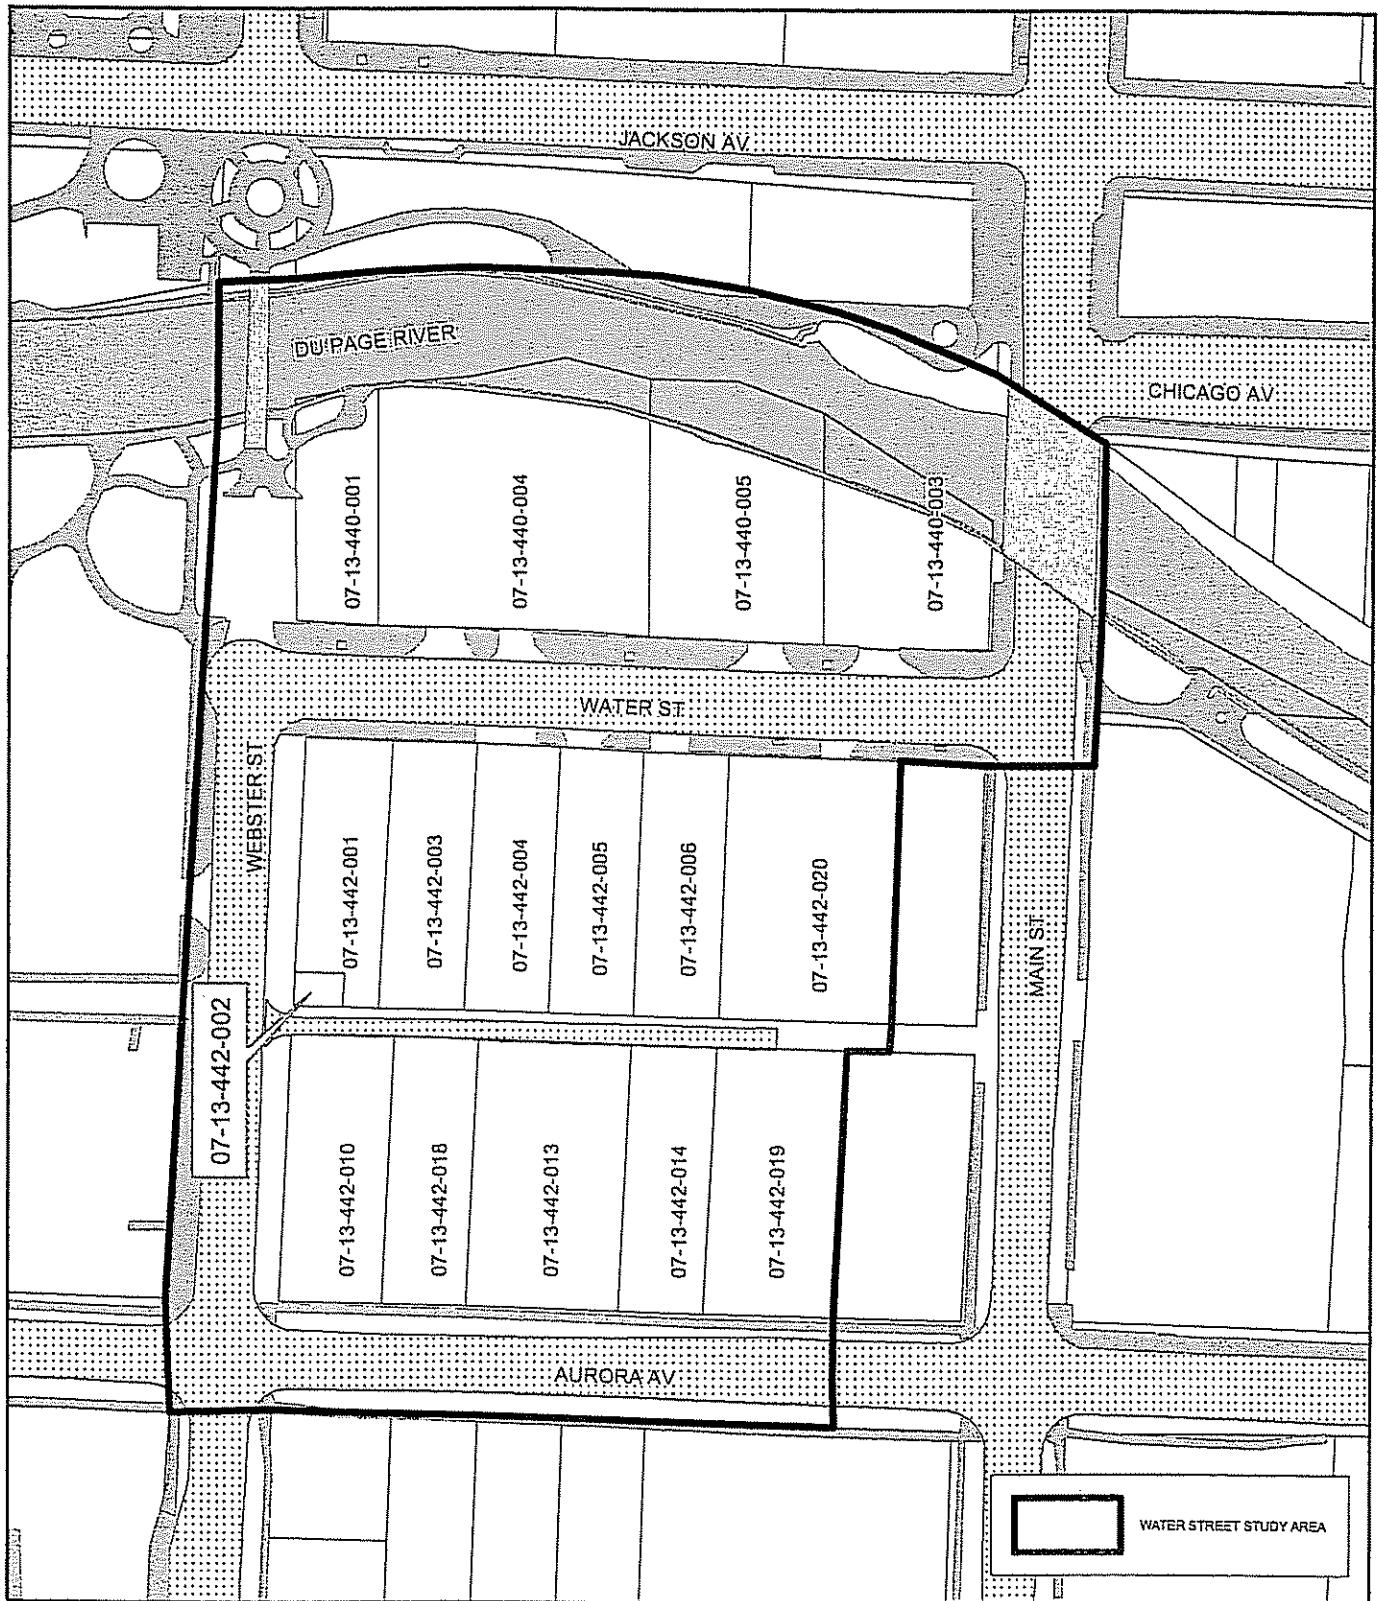 JACKSON AV
DU PAGE RIVER
CHICAGO AV
07-13-440-001
07-13-440-004
07-13-440-005
07-13-440-003
WATER ST
WEBSTER ST
07-13-442-001
07-13-442-003
07-13-442-004
07-13-442-005
07-13-442-006
07-13-442-020
MAIN ST
07-13-442-002
07-13-442-010
07-13-442-018
07-13-442-013
07-13-442-014
07-13-442-019
AURORA AV
WATER STREET STUDY AREA